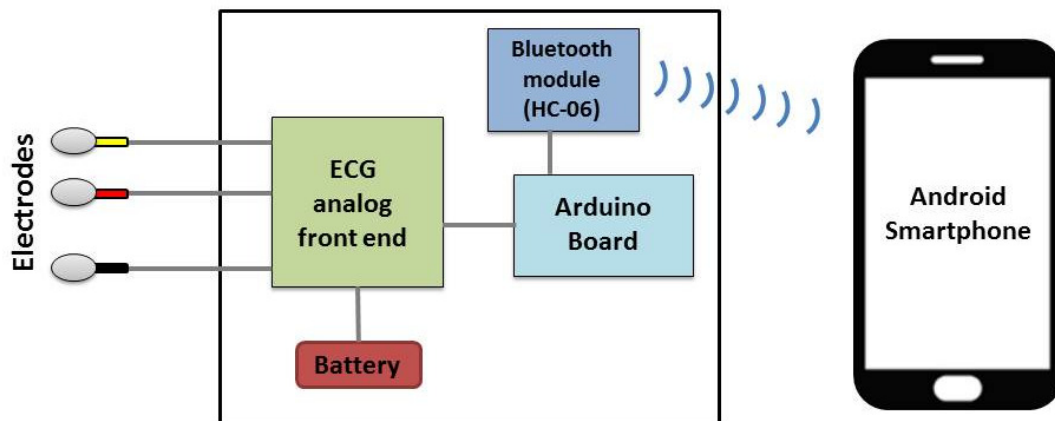 Electrodes
ECG
analog
front end
Battery
Bluetooth
module
(HC-06)
Arduino
Board
Android
Smartphone